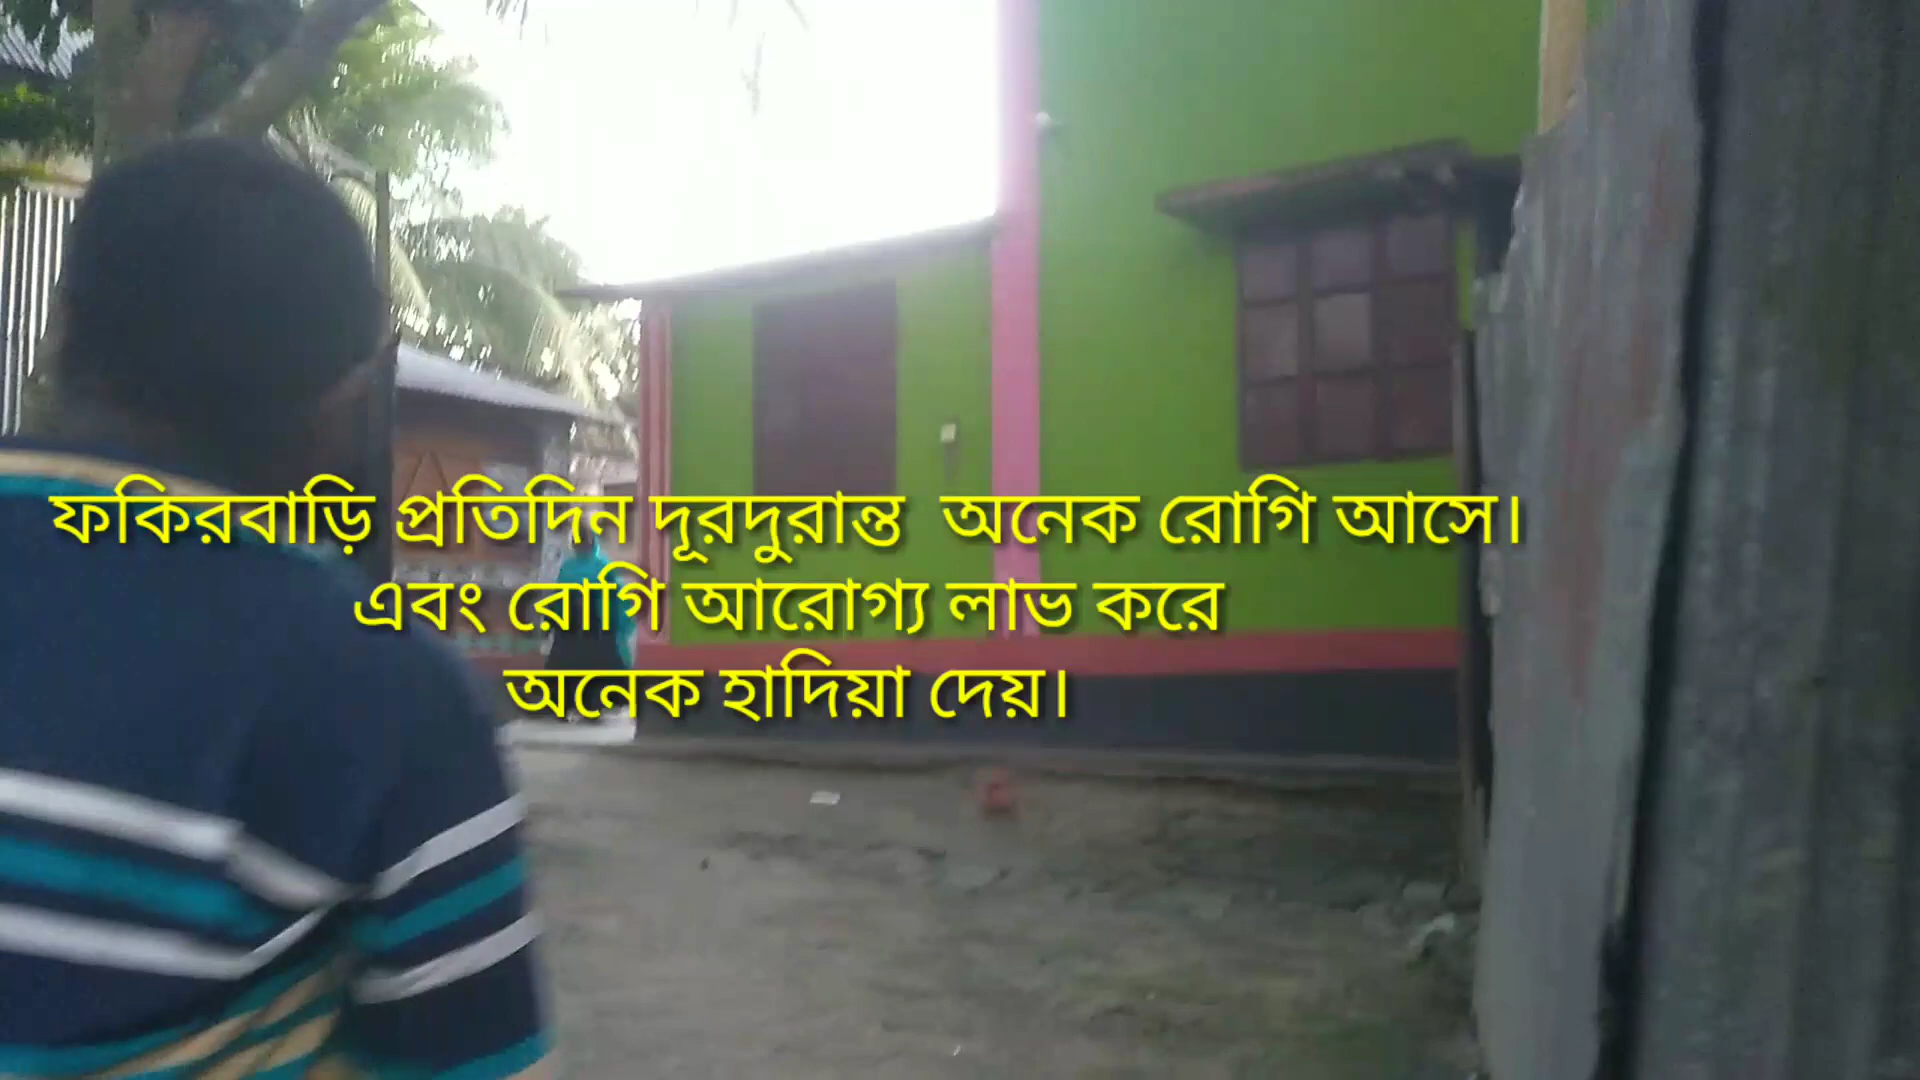 ফকিরবাড়ি প্রতিদিন দূরদুরান্ত  অনেক রোগি আসে।
এবং রোগি আরোগ্য লাভ করে
অনেক হাদিয়া দেয়।